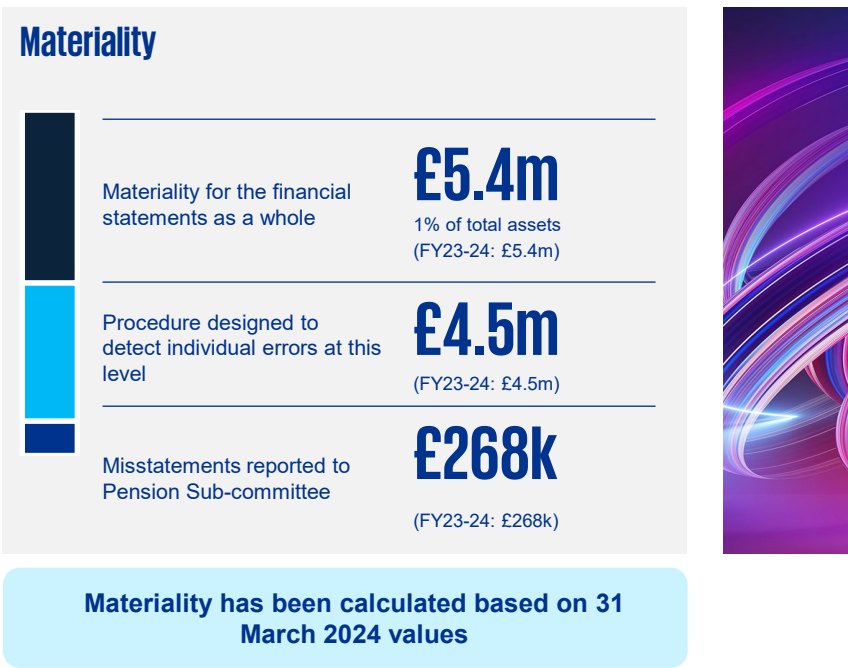 Materiality
Materiality for the financial
statements as a whole
£5.4m
1% of total assets
(FY23-24: £5.4m)
Procedure designed to
detect individual errors at this
level
£4.5m
(FY23-24: £4.5m)
Misstatements reported to
Pension Sub-committee
£268k
(FY23-24: £268k)
Materiality has been calculated based on 31
March 2024 values